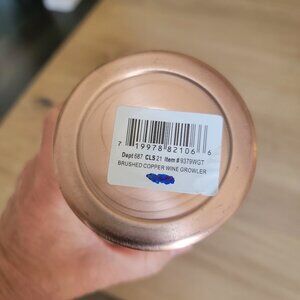 7 19978 82106 6
Dept 687 CLS 21 Item # 9379WGT
BRUSHED COPPER WINE GROWLER